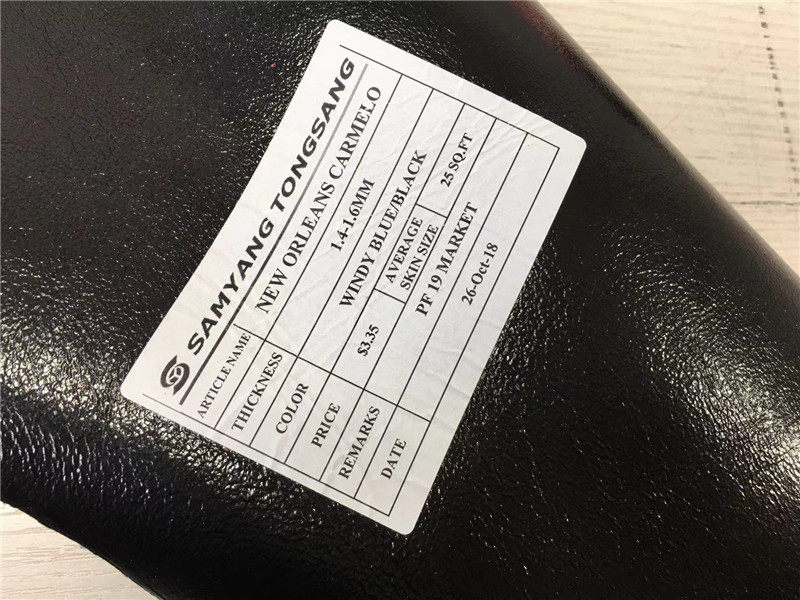 SAMYANG TONGSANG
ARTICLE NAME NEW ORLEANS CARMELO
THICKNESS 1.4-1.6MM
COLOR WINDY BLUE/BLACK
PRICE $3.35 AVERAGE SKIN SIZE 25 SQ.FT
REMARKS PF 19 MARKET
DATE 26-Oct-18